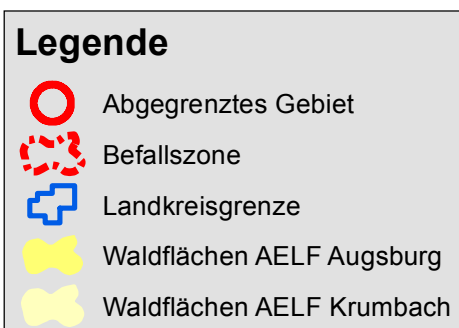 Legende
Abgegrenztes Gebiet
Befallszone
Landkreisgrenze
Waldflächen AELF Augsburg
Waldflächen AELF Krumbach